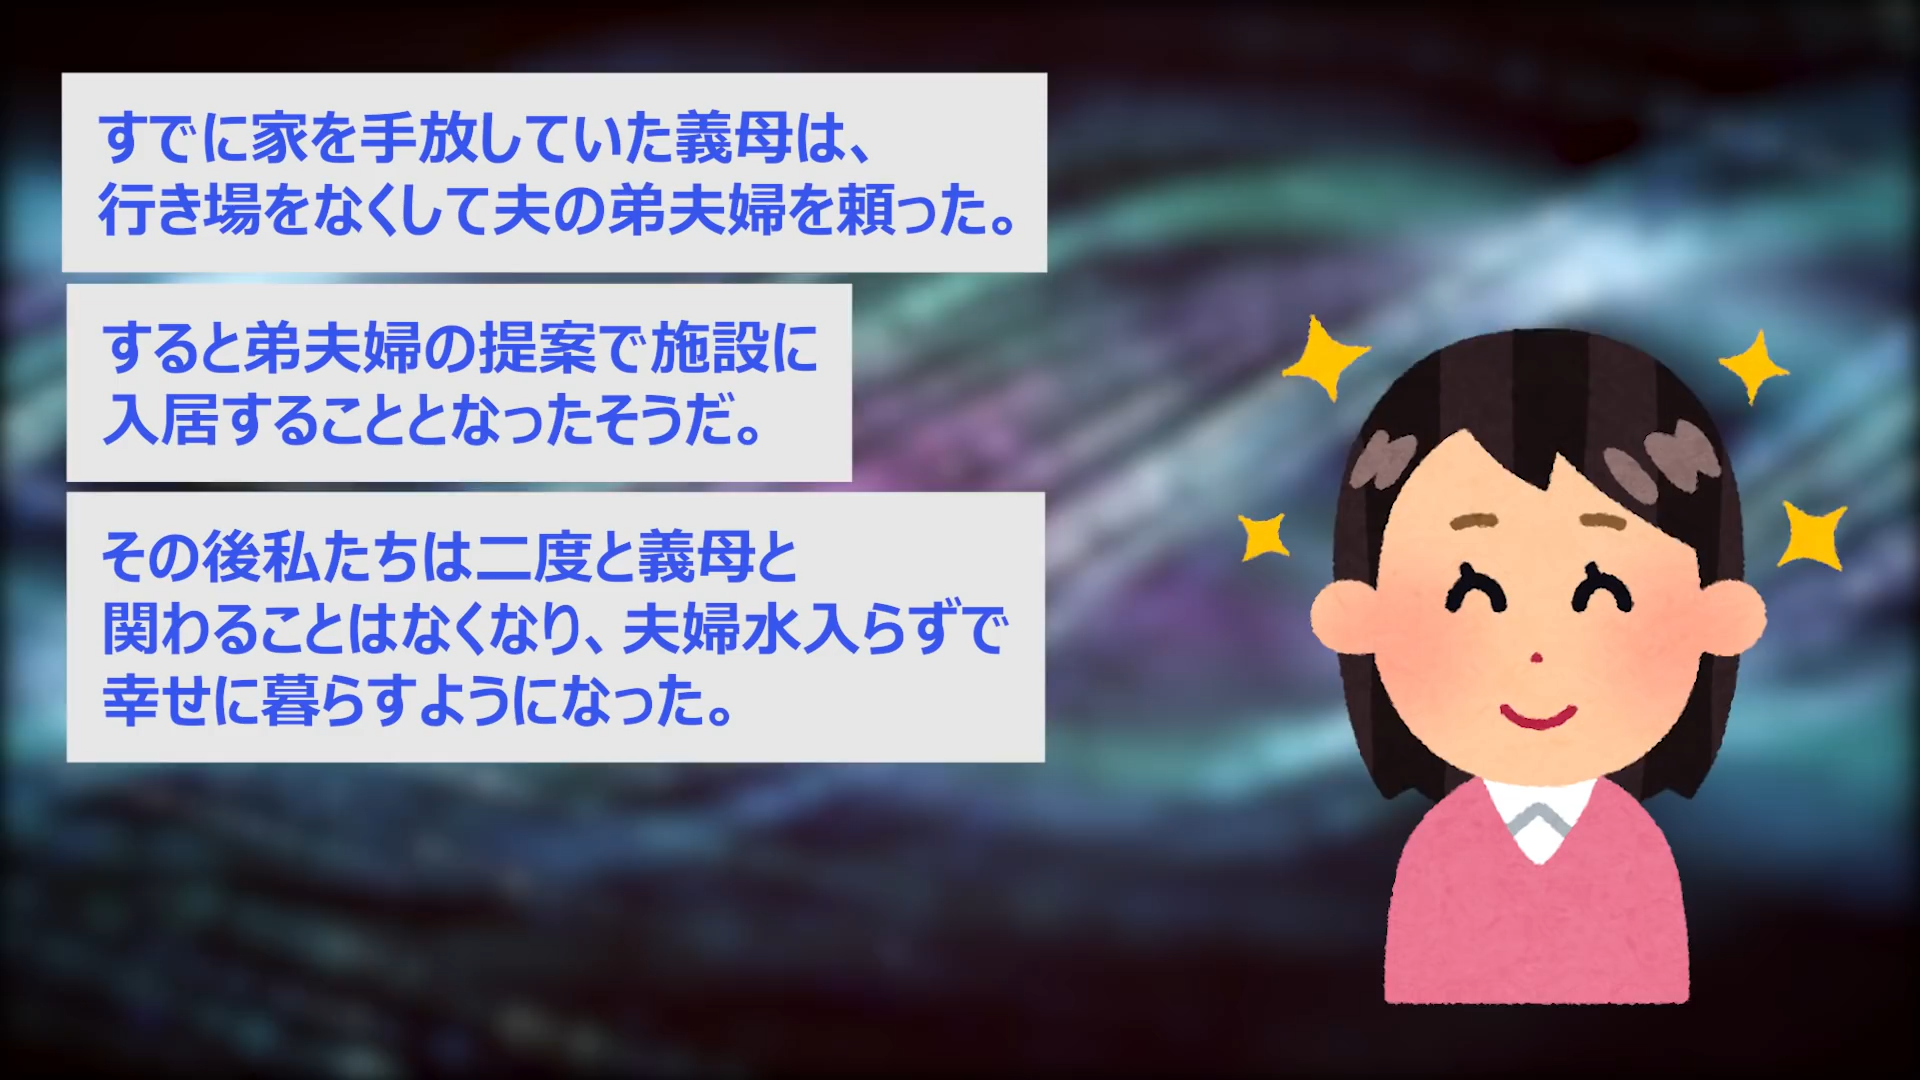 すでに家を手放していた義母は、
行き場をなくして夫の弟夫婦を頼った。
すると弟夫婦の提案で施設に
入居することとなったそうだ。
その後私たちは二度と義母と
関わることはなくなり、夫婦水入らずで
幸せに暮らすようになった。